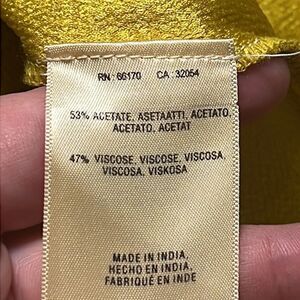 RN: 66170 CA: 32054
53% ACETATE, ASETAATTI, ACETATO,
ACETATO, ACETAT
47% VISCOSE, VISCOSE, VISCOSA,
VISCOSA, VISKOSA
MADE IN INDIA,
HECHO EN INDIA,
FABRIQUÉ EN INDE